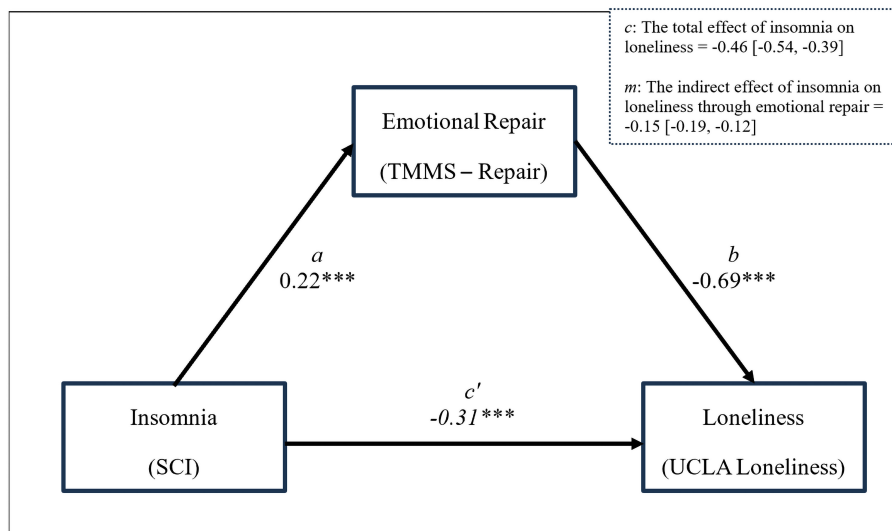 c: The total effect of insomnia on
loneliness = -0.46 [-0.54, -0.39]
m: The indirect effect of insomnia on
loneliness through emotional repair =
-0.15 [-0.19, -0.12]
Emotional Repair
(TMMS – Repair)
a
0.22***
b
-0.69***
c′
-0.31***
Insomnia
(SCI)
Loneliness
(UCLA Loneliness)